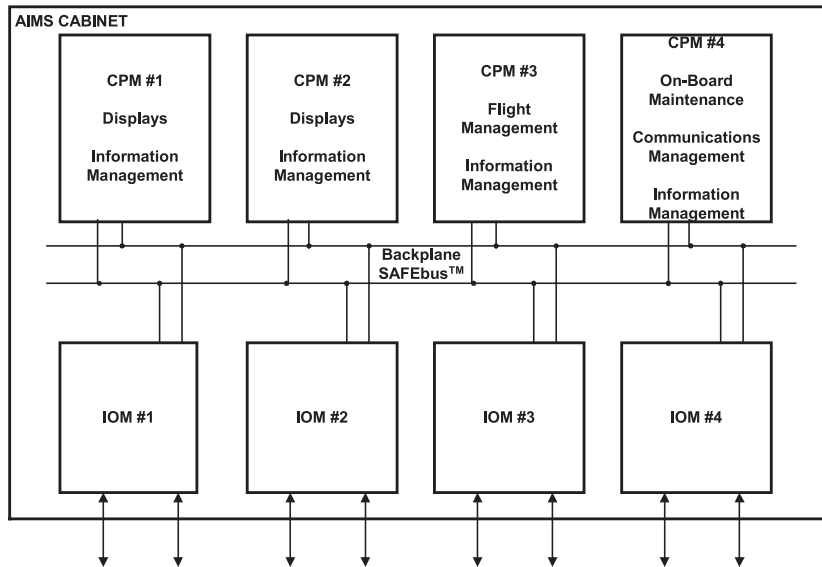 AIMS CABINET
CPM #1
Displays
Information
Management
CPM #2
Displays
Information
Management
CPM #3
Flight
Management
Information
Management
CPM #4
On-Board
Maintenance
Communications
Management
Information
Management
Backplane
SAFEbus™
IOM #1
IOM #2
IOM #3
IOM #4